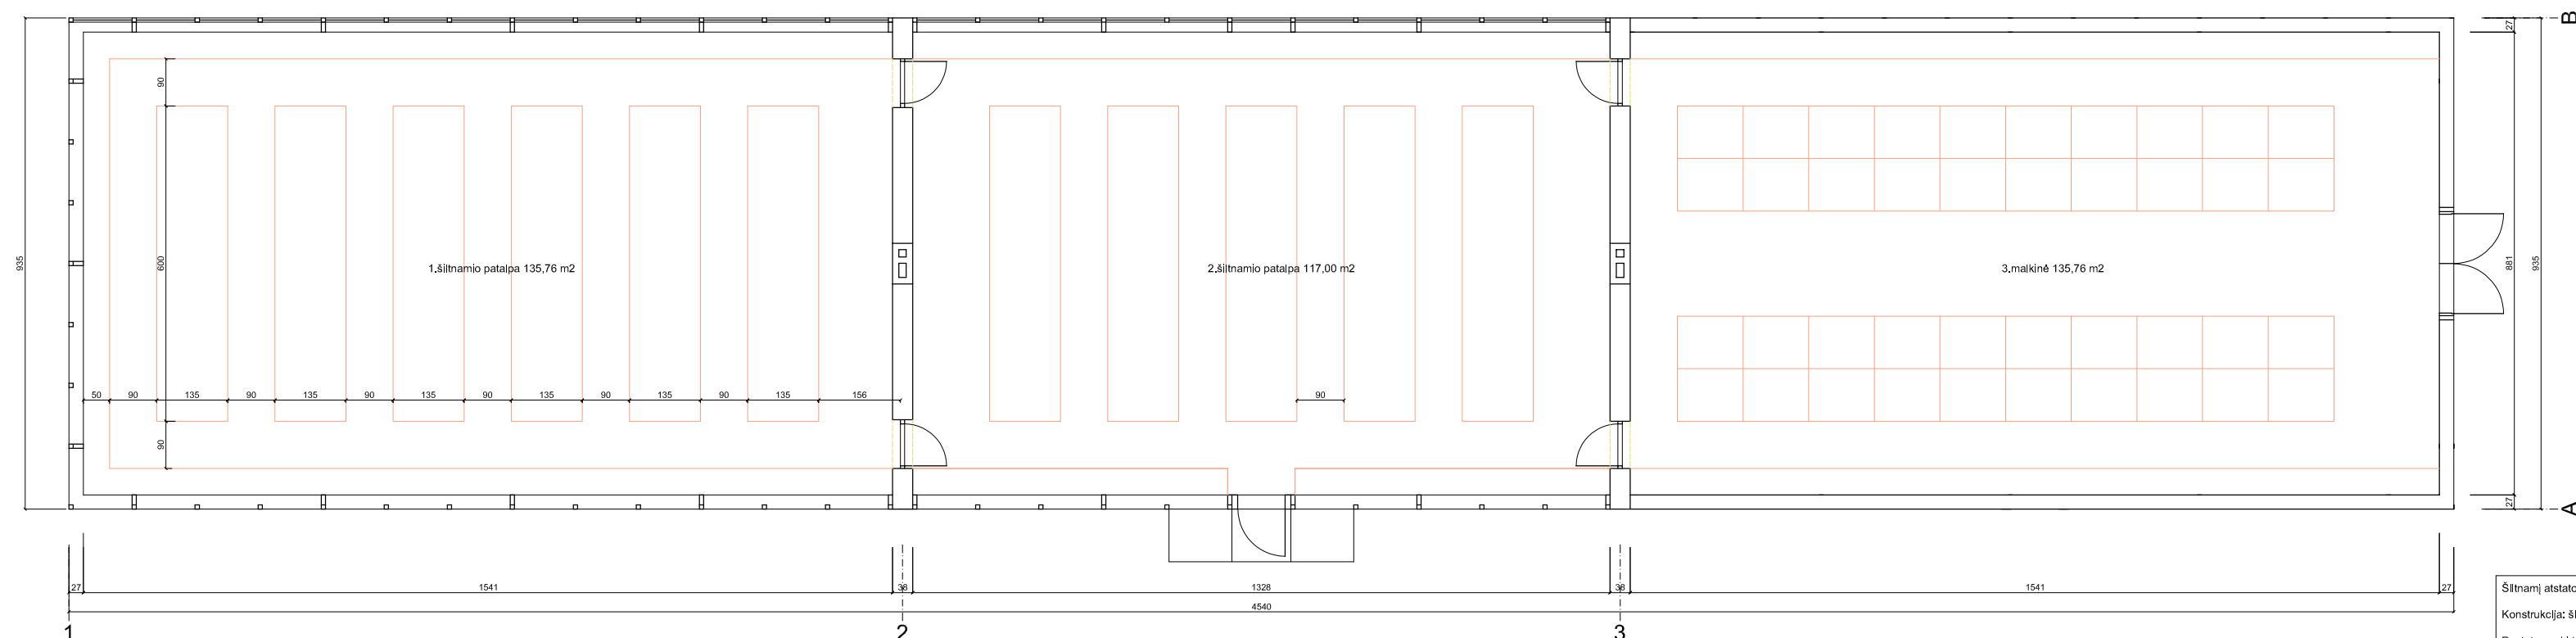 B
27
90
935
600
1.šiltnamio patalpa 135,76 m2
2.šiltnamio patalpa 117,00 m2
3.malkinė 135,76 m2
881
935
50 90 135 90 135 90 135 90 135 90 135 90 135 156
90
90
27
A
27 1541 38 1328 38 1541 27
4540
1 2 3
Šiltnamį
Konstrukcija: